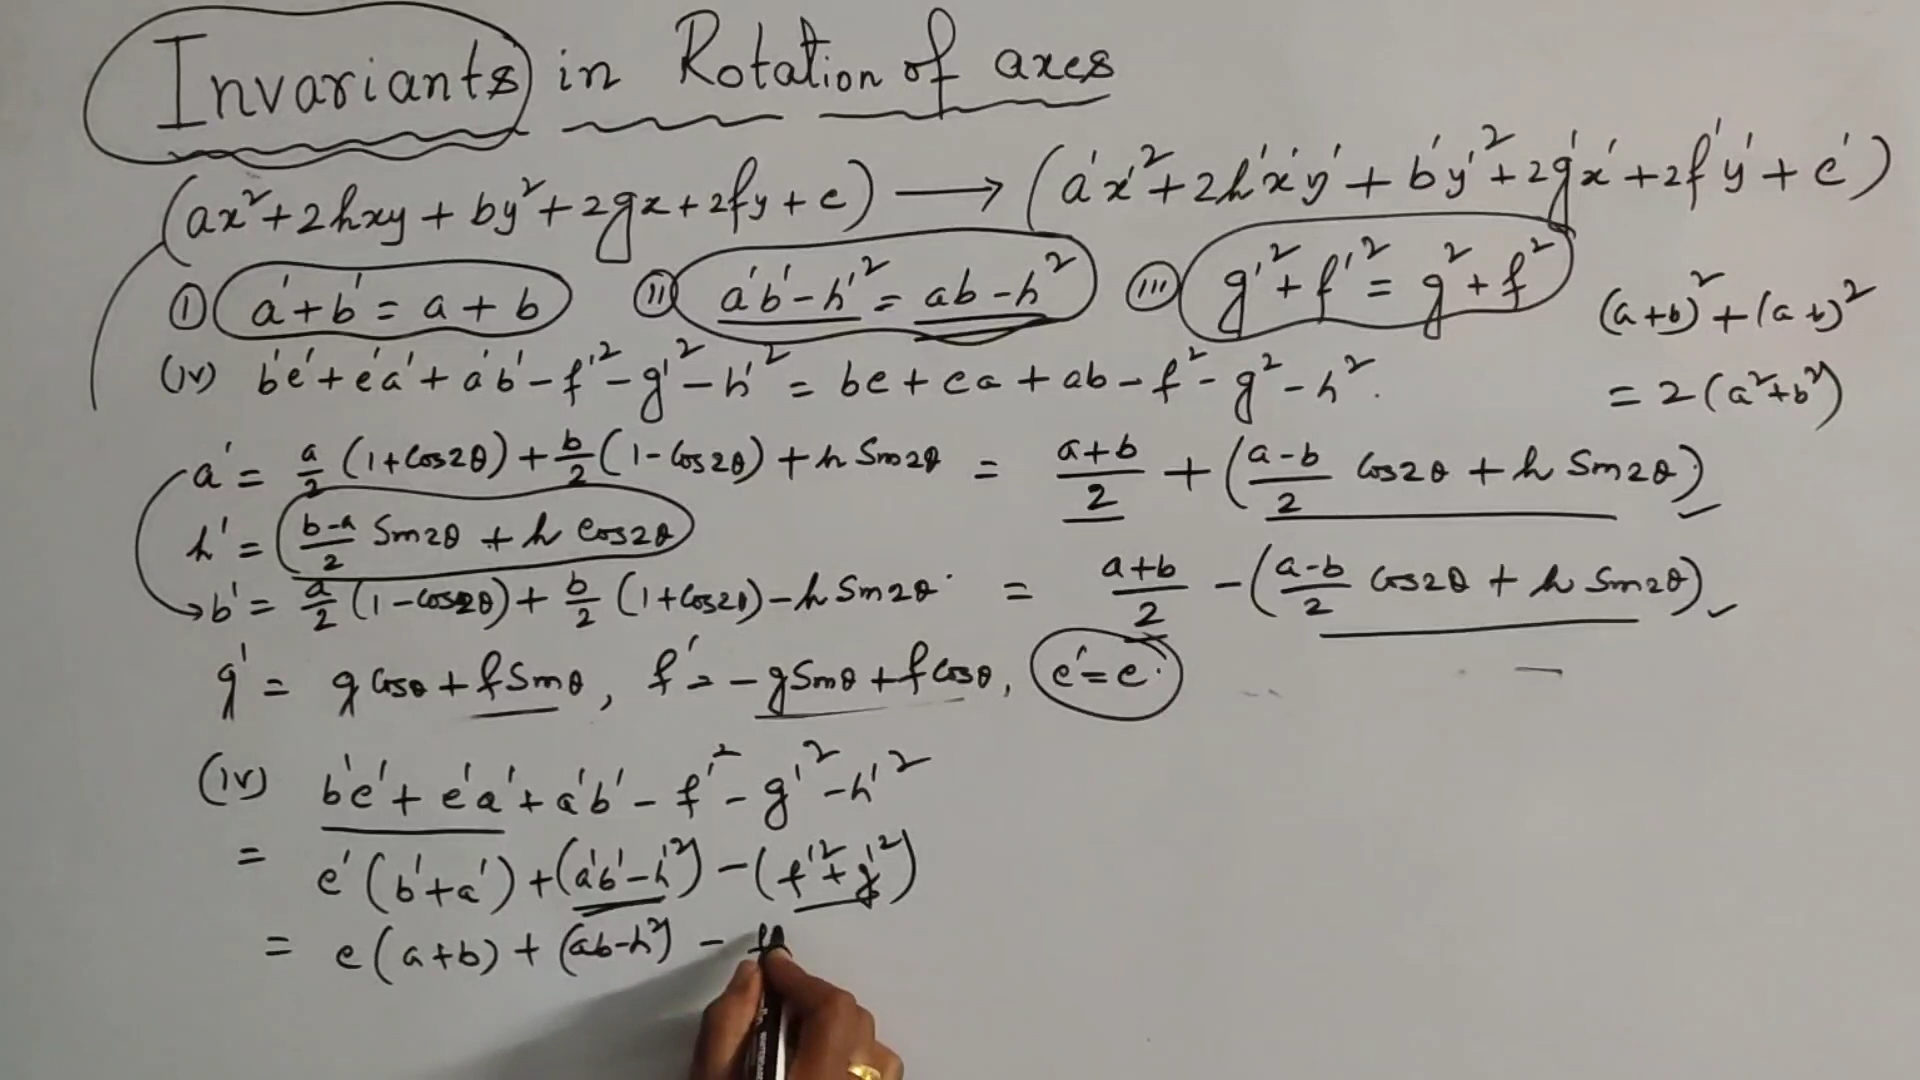 Invariants in Rotation of axes
(ax²+2hxy+by²+2gx+2fy+c) ⟶ (a'x'²+2h'x'y'+b'y'²+2g'x'+2f'y'+c')
(i) a'+b' = a+b (ii) a'b'-h'² = ab-h² (iii) g'²+f'² = g²+f²
(a+b)²+(a-b)²
= 2(a²+b²)
(iv) b'c'+c'a'+a'b'-f'²-g'²-h'² = bc+ca+ab-f²-g²-h².
a' = a/2 (1+Cos2θ)+b/2(1-Cos2θ)+h Sin2θ = a+b/2 + (a-b/2 Cos2θ + h Sin2θ)
h' = b-a/2 Sin2θ + h Cos2θ
b' = a/2 (1-Cos2θ)+ b/2 (1+Cos2θ)-h Sin2θ = a+b/2 - (a-b/2 Cos2θ + h Sin2θ)
g' = g Cosθ + f Sinθ, f' = -g Sinθ + f Cosθ, c'=c.
(iv) b'c'+c'a'+a'b'-f'²-g'²-h'²
= c'(b'+a')+(a'b'-h'²)-(f'²+g'²)
= c(a+b)+(ab-h²) -